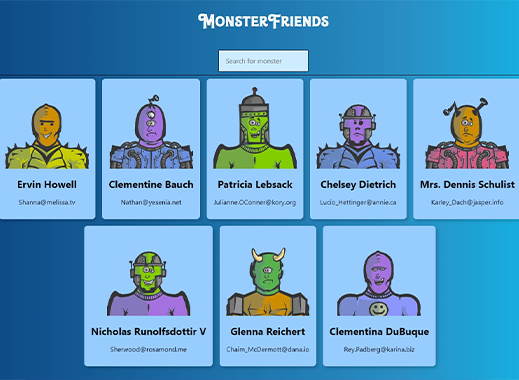 MonsterFriends
Search for monster
Ervin Howell
Shanna@melissa.tv
Clementine Bauch
Nathan@yesenia.net
Patricia Lebsack
Julianne.OConner@kory.org
Chelsey Dietrich
Lucio_Hettinger@annie.ca
Mrs. Dennis Schulist
Karley_Dach@jasper.info
Nicholas Runolfsdottir V
Sherwood@rosamond.me
Glenna Reichert
Chaim_McDermott@dana.io
Clementina DuBuque
Rey.Padberg@karina.biz